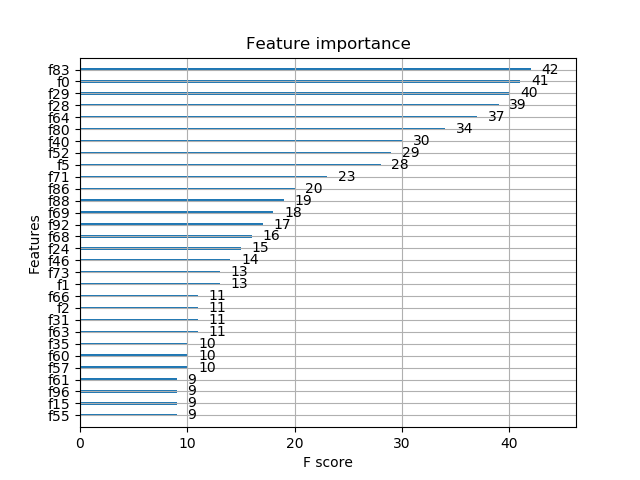 Feature importance
Features
f83 42
f0 41
f29 40
f28 39
f64 37
f80 34
f40 30
f52 29
f5 28
f71 23
f86 20
f88 19
f69 18
f92 17
f68 16
f24 15
f46 14
f73 13
f1 13
f66 11
f2 11
f31 11
f63 11
f35 10
f60 10
f57 10
f61 9
f96 9
f15 9
f55 9
0 10 20 30 40
F score